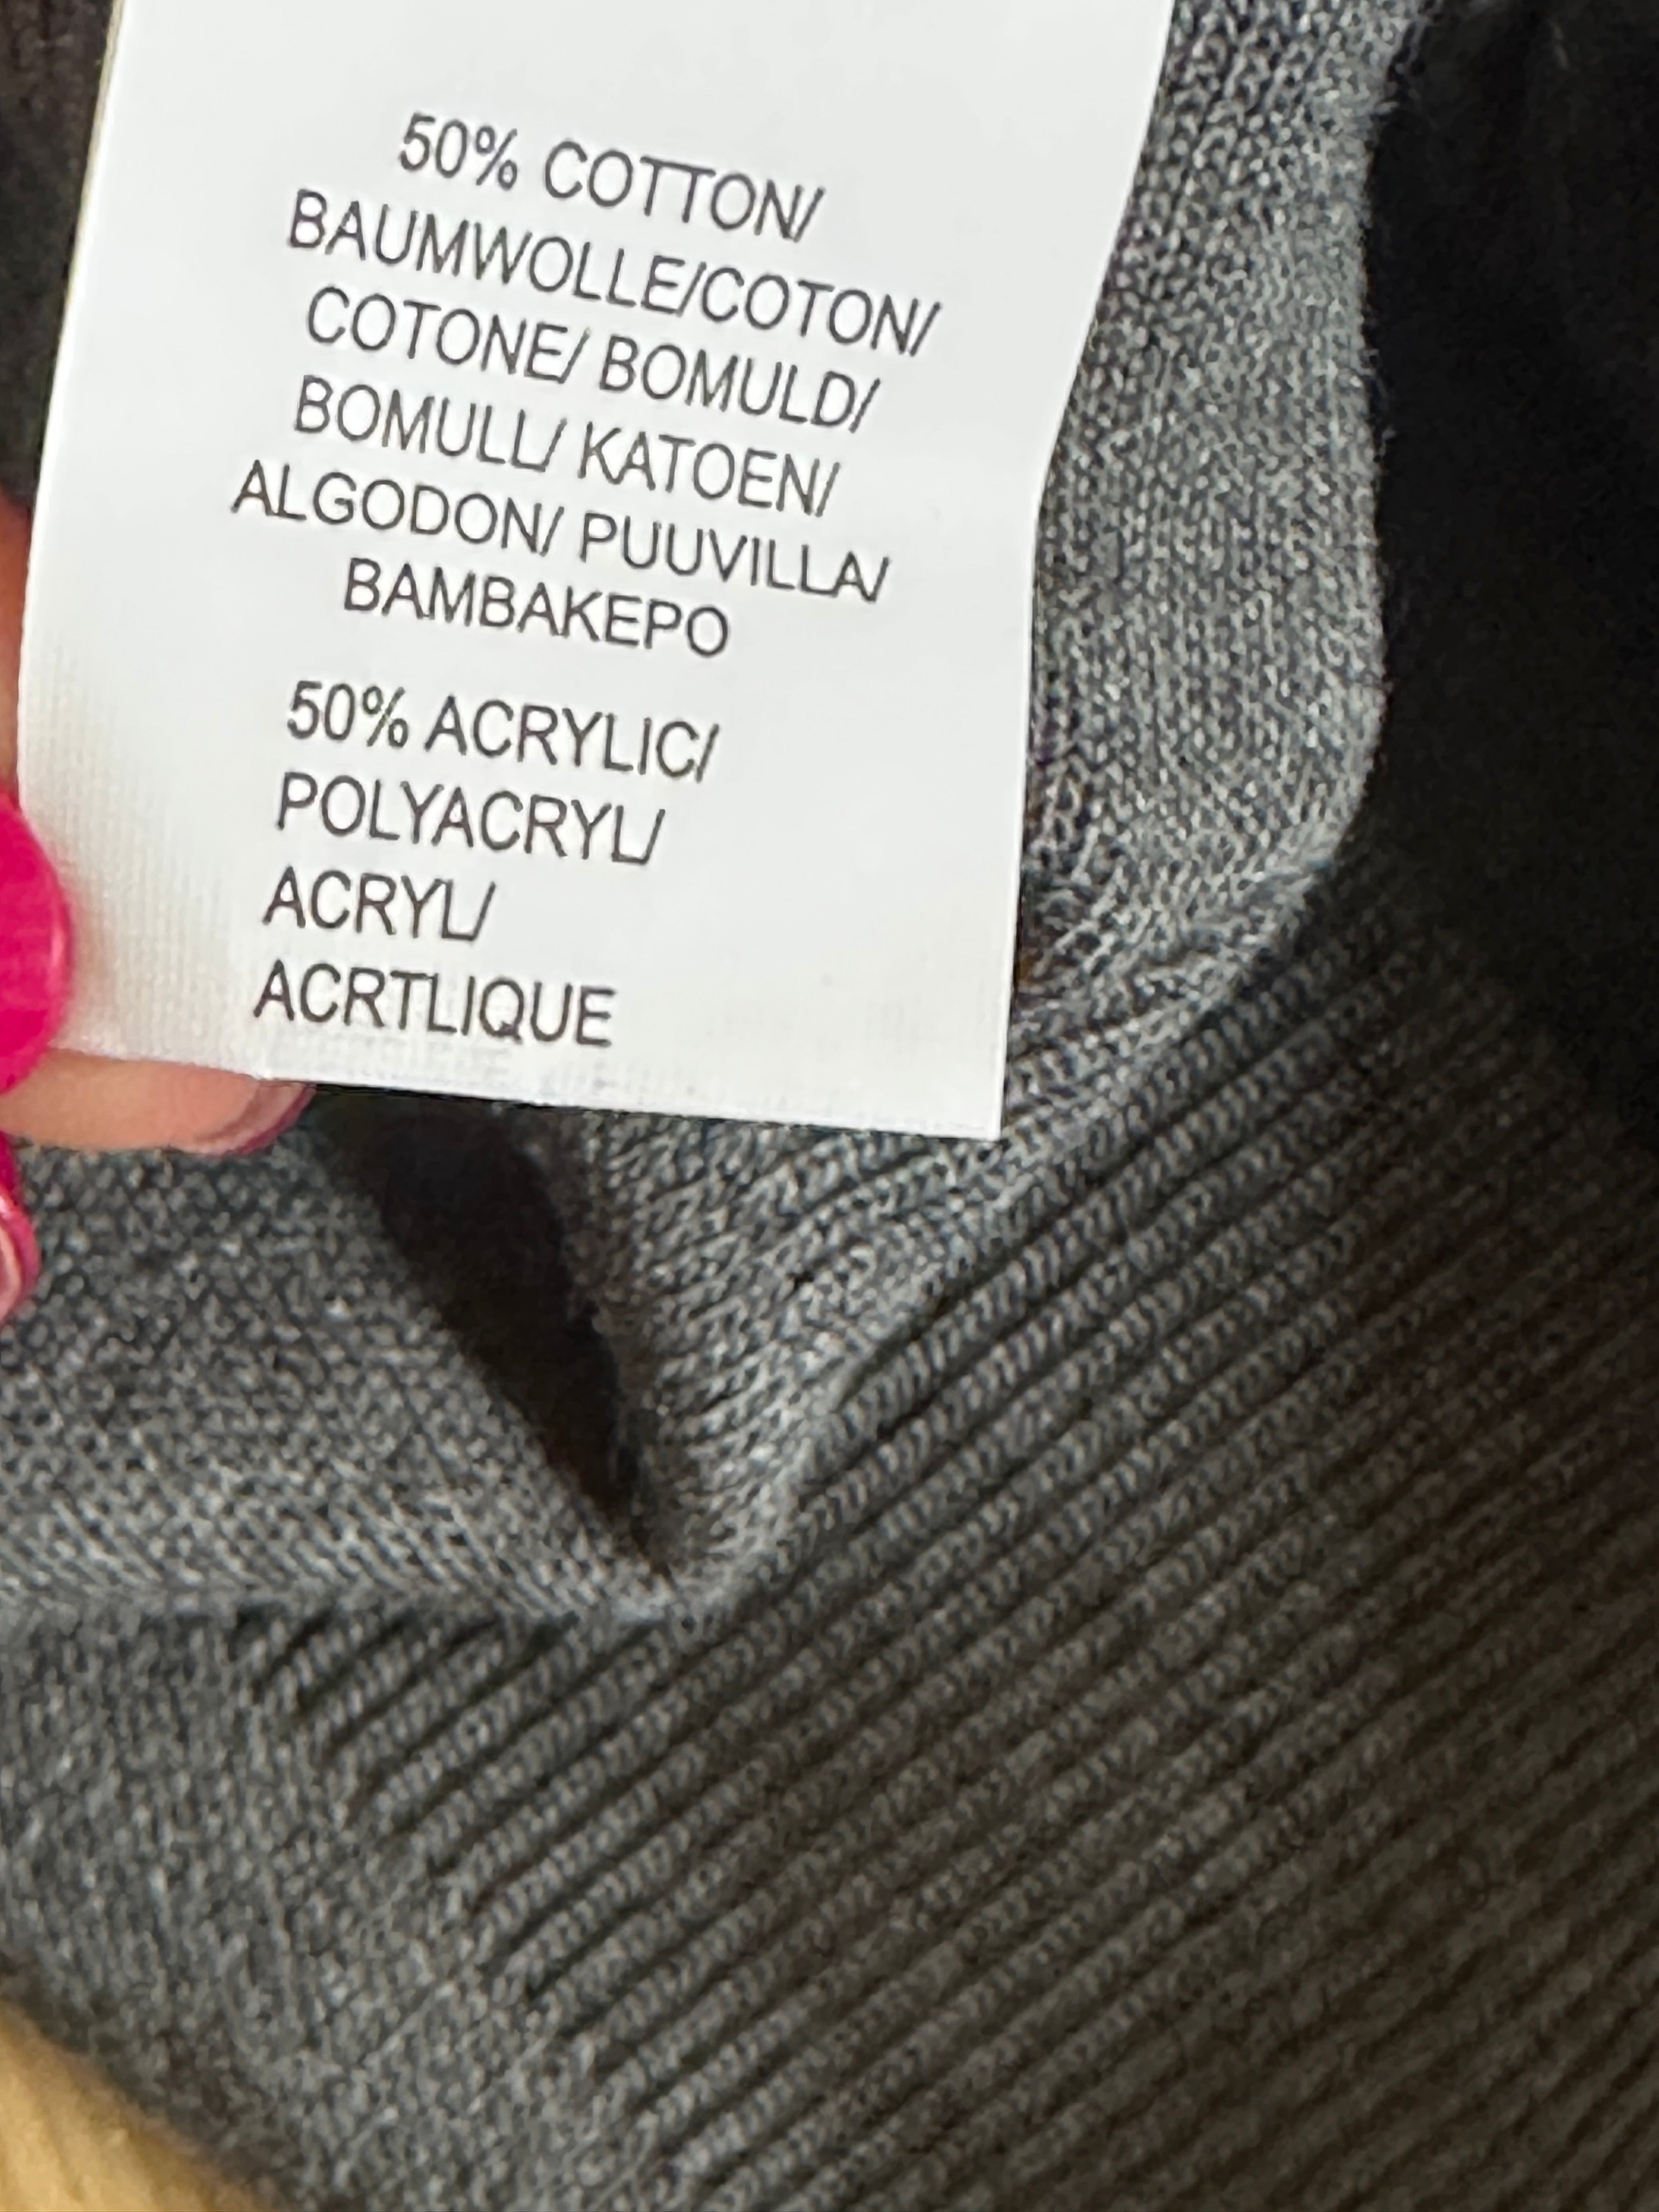 50% COTTON/
BAUMWOLLE/COTON/
COTONE/ BOMULD/
BOMULL/ KATOEN/
ALGODON/ PUUVILLA/
BAMBAKEPO
50% ACRYLIC/
POLYACRYL/
ACRYL/
ACRTLIQUE